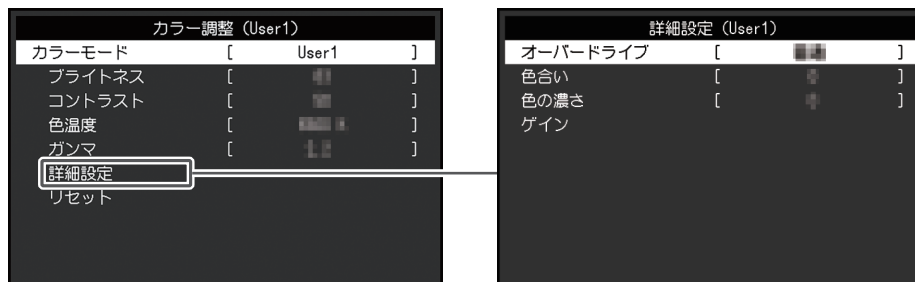 カラー調整 (User1)
カラーモード [ User1 ]
ブライトネス [ ]
コントラスト [ ]
色温度 [ ]
ガンマ [ ]
詳細設定
リセット
詳細設定 (User1)
オーバードライブ [ ]
色合い [ ]
色の濃さ [ ]
ゲイン